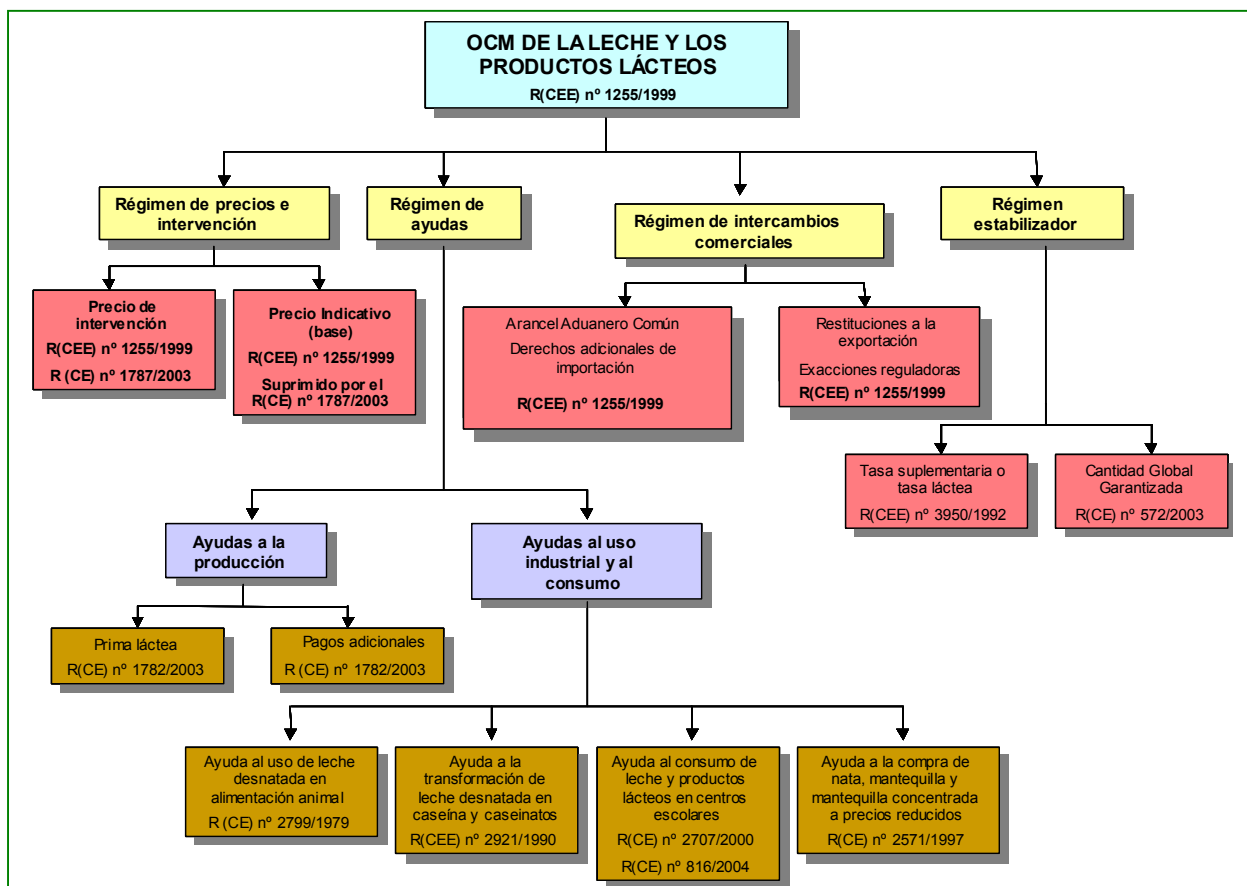 OCM DE LA LECHE Y LOS
PRODUCTOS LÁCTEOS
R(CEE) nº 1255/1999
Régimen de precios e
intervención
Régimen de
ayudas
Régimen de intercambios
comerciales
Régimen
estabilizador
Precio de
intervención
R(CEE) nº 1255/1999
R (CE) nº 1787/2003
Precio Indicativo
(base)
R(CEE) nº 1255/1999
Suprimido por el
R(CE) nº 1787/2003
Arancel Aduanero Común
Derechos adicionales de
importación
R(CEE) nº 1255/1999
Restituciones a la
exportación
Exacciones reguladoras
R(CEE) nº 1255/1999
Tasa suplementaria o
tasa láctea
R(CEE) nº 3950/1992
Cantidad Global
Garantizada
R(CE) nº 572/2003
Ayudas a la
producción
Ayudas al uso
industrial y al
consumo
Prima láctea
R(CE) nº 1782/2003
Pagos adicionales
R (CE) nº 1782/2003
Ayuda al uso de leche
desnatada en
alimentación animal
R (CE) nº 2799/1979
Ayuda a la
transformación de
leche desnatada en
caseína y caseinatos
R(CEE) nº 2921/1990
Ayuda al consumo de
leche y productos
lácteos en centros
escolares
R(CE) nº 2707/2000
R(CE) nº 816/2004
Ayuda a la compra de
nata, mantequilla y
mantequilla concentrada
a precios reducidos
R(CE) nº 2571/1997